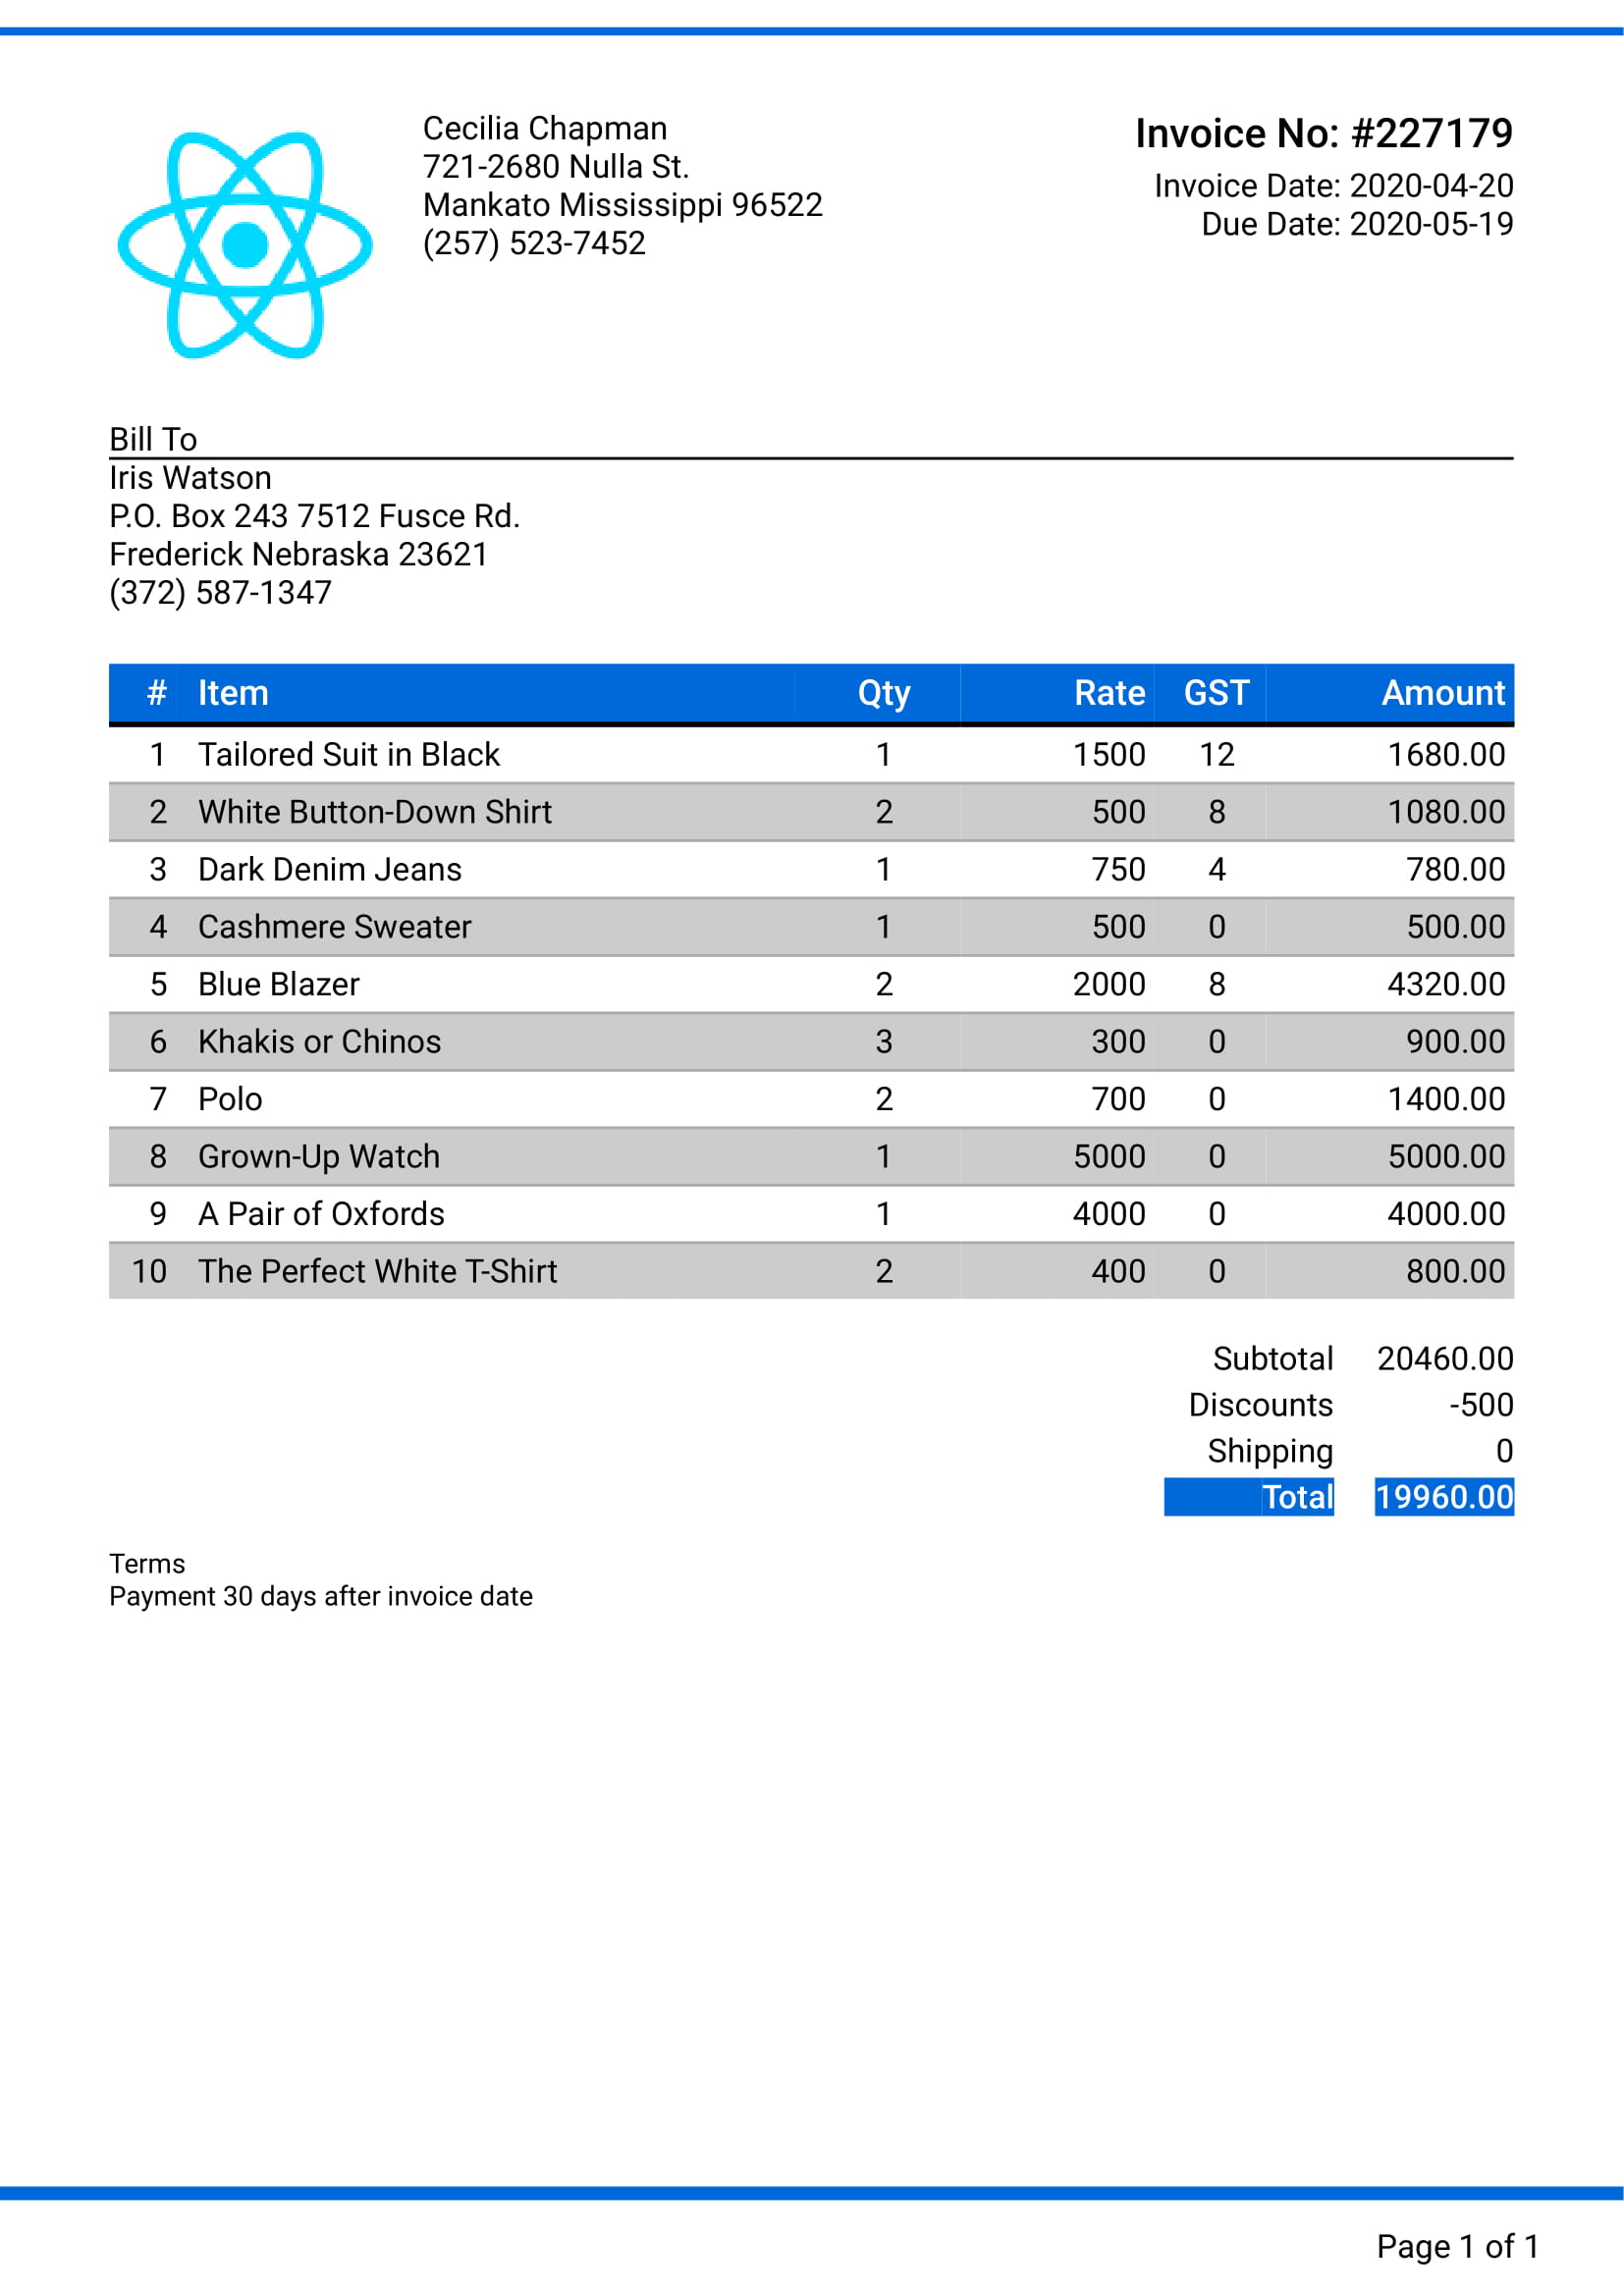 Cecilia Chapman
721-2680 Nulla St.
Mankato Mississippi 96522
(257) 523-7452
Invoice No: #227179
Invoice Date: 2020-04-20
Due Date: 2020-05-19
Bill To
Iris Watson
P.O. Box 243 7512 Fusce Rd.
Frederick Nebraska 23621
(372) 587-1347
# Item Qty Rate GST Amount
1 Tailored Suit in Black 1 1500 12 1680.00
2 White Button-Down Shirt 2 500 8 1080.00
3 Dark Denim Jeans 1 750 4 780.00
4 Cashmere Sweater 1 500 0 500.00
5 Blue Blazer 2 2000 8 4320.00
6 Khakis or Chinos 3 300 0 900.00
7 Polo 2 700 0 1400.00
8 Grown-Up Watch 1 5000 0 5000.00
9 A Pair of Oxfords 1 4000 0 4000.00
10 The Perfect White T-Shirt 2 400 0 800.00
Subtotal 20460.00
Discounts -500
Shipping 0
Total 19960.00
Terms
Payment 30 days after invoice date
Page 1 of 1